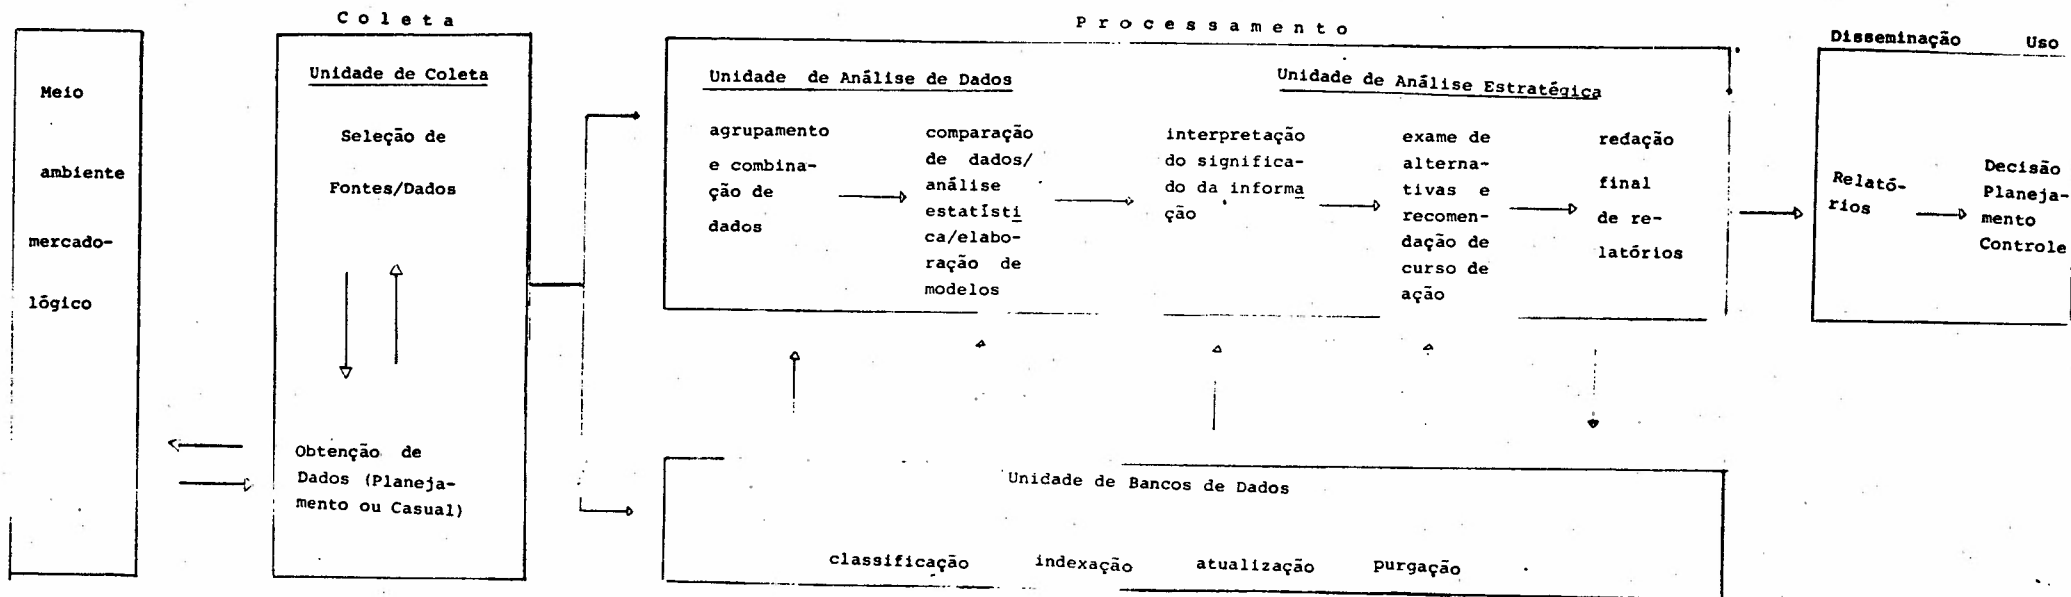 C o l e t a
P r o c e s s a m e n t o
Disseminação Uso
Meio
ambiente
mercado-
lógico
Unidade de Coleta
Seleção de
Fontes/Dados
Obtenção de
Dados (Planeja-
mento ou Casual)
Unidade de Análise de Dados
agrupamento
e combina-
ção de
dados
comparação
de dados/
análise
estatísti
ca/elabo-
ração de
modelos
Unidade de Análise Estratégica
interpretação
do significa-
do da informa
ção
exame de
alterna-
tivas e
recomen-
dação de
curso de
ação
redação
final
de re-
latórios
Relató-
rios
Decisão
Planeja-
mento
Controle
Unidade de Bancos de Dados
classificação indexação atualização purgação